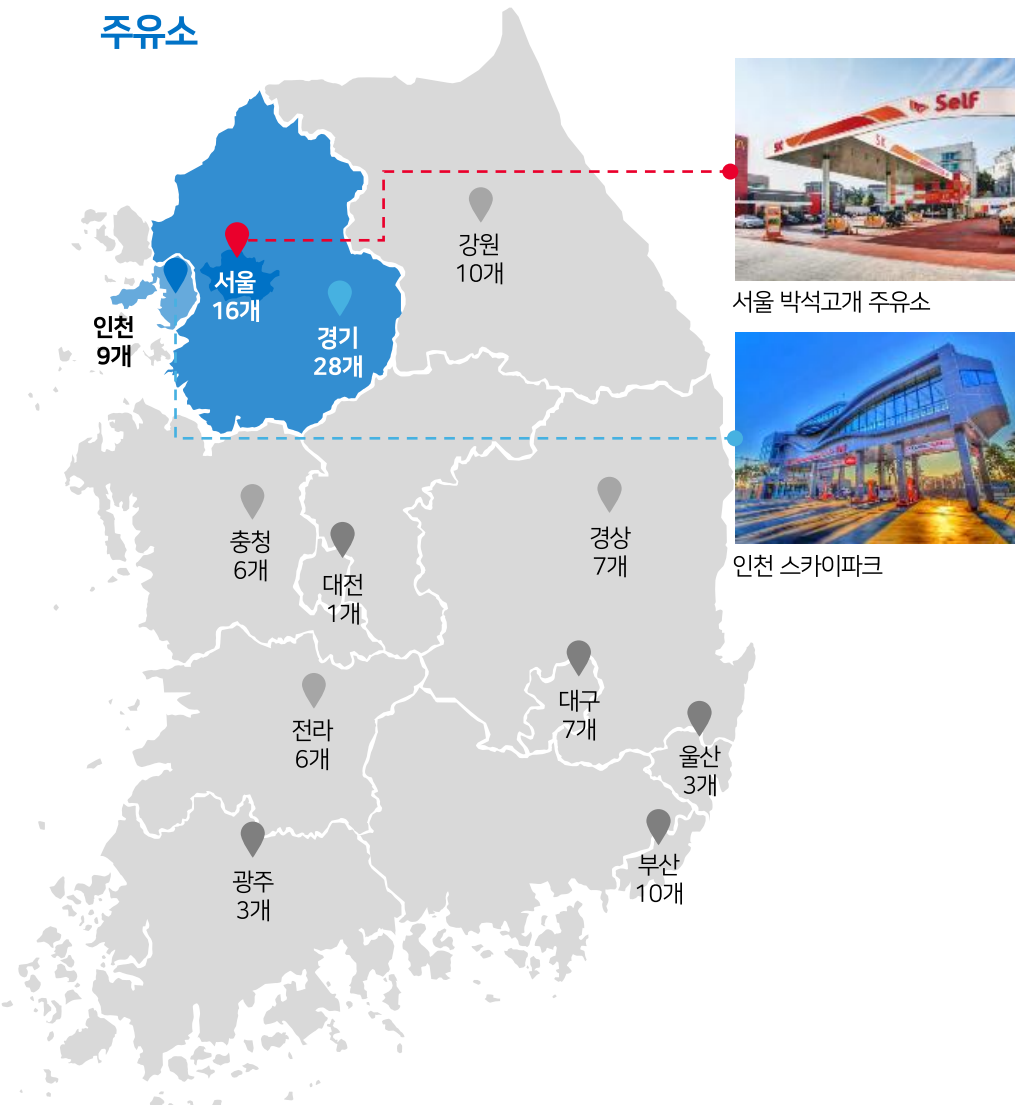 주유소
강원
10개
서울
16개
인천
9개
경기
28개
충청
6개
대전
1개
경상
7개
대구
7개
전라
6개
울산
3개
부산
10개
광주
3개
SK
SK
Self
서울 박석고개 주유소
인천 스카이파크